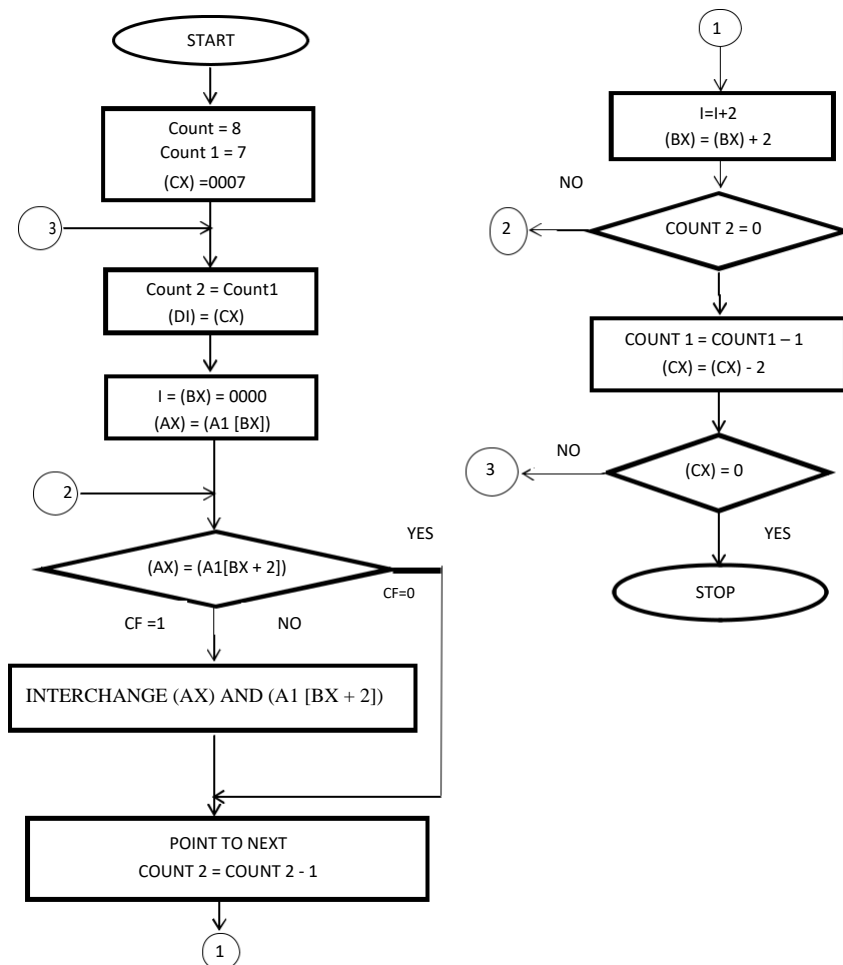 START
Count = 8
Count 1 = 7
(CX) =0007
3
Count 2 = Count1
(DI) = (CX)
I = (BX) = 0000
(AX) = (A1 [BX])
2
YES
(AX) = (A1[BX + 2])
CF=0
CF =1 NO
INTERCHANGE (AX) AND (A1 [BX + 2])
POINT TO NEXT
COUNT 2 = COUNT 2 - 1
1
1
I=I+2
(BX) = (BX) + 2
NO
2
COUNT 2 = 0
COUNT 1 = COUNT1 – 1
(CX) = (CX) - 2
NO
3
(CX) = 0
YES
STOP